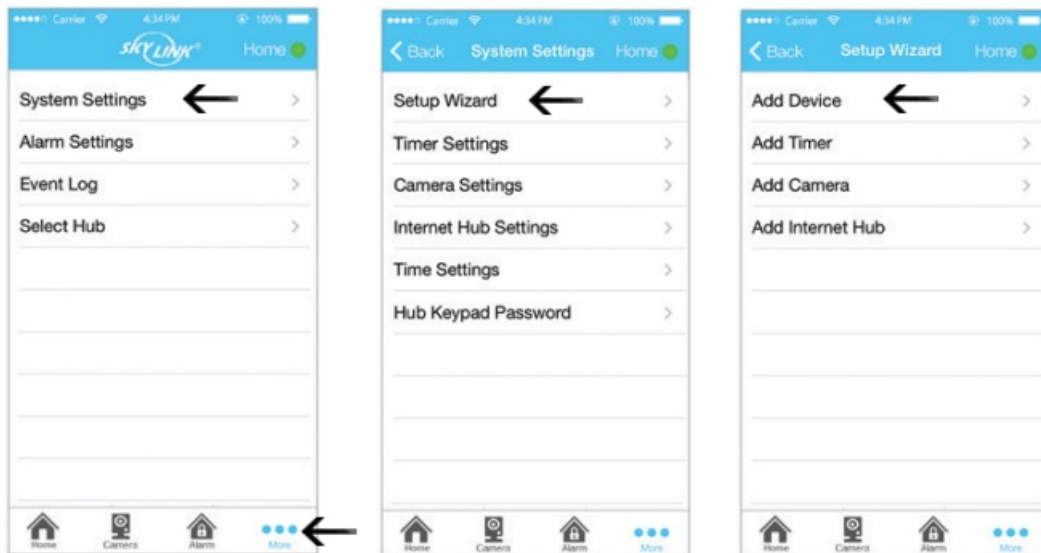 Carrier 4:34 PM 100%
SKYLINK® Home
System Settings
Alarm Settings
Event Log
Select Hub
Home Camera Alarm More
Carrier 4:34 PM 100%
Back System Settings Home
Setup Wizard
Timer Settings
Camera Settings
Internet Hub Settings
Time Settings
Hub Keypad Password
Home Camera Alarm More
Carrier 4:34 PM 100%
Back Setup Wizard Home
Add Device
Add Timer
Add Camera
Add Internet Hub
Home Camera Alarm More